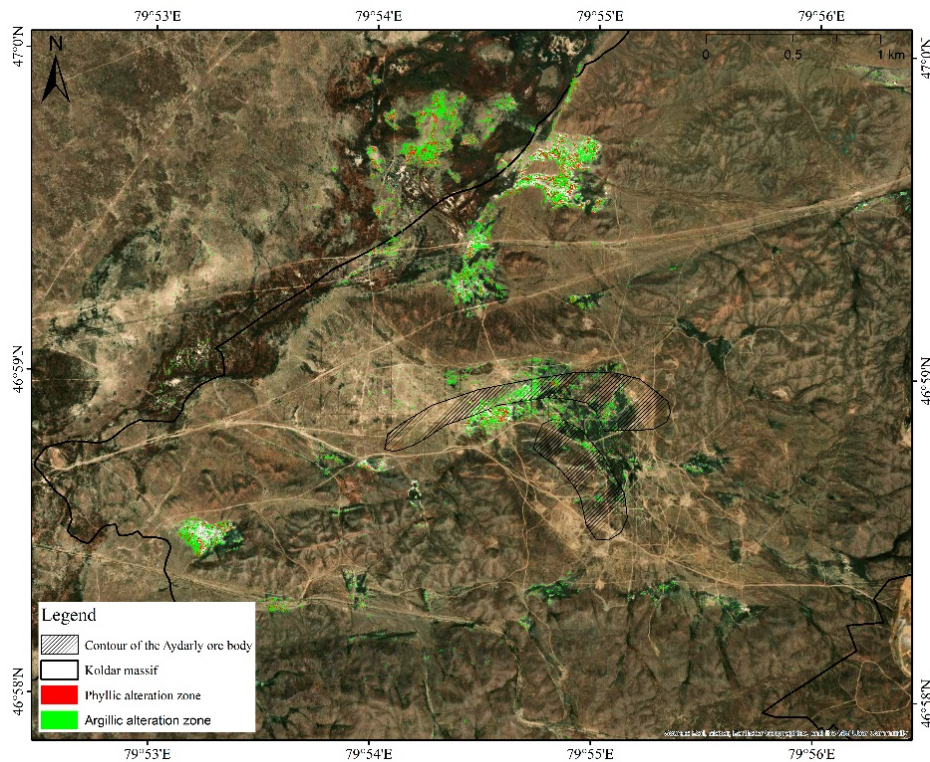 79°53'E 79°54'E 79°55'E 79°56'E
N
0 0,5 1 km
47°0'N 47°0'N
46°59'N 46°59'N
46°58'N 46°58'N
Legend
Contour of the Aydarly ore body
Koldar massif
Phyllic alteration zone
Argillic alteration zone
79°53'E 79°54'E 79°55'E 79°56'E